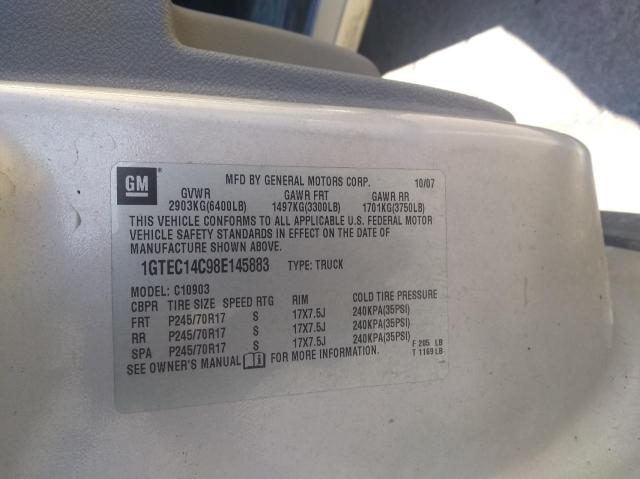 GM MFD BY GENERAL MOTORS CORP. 10/07
GVWR GAWR FRT GAWR RR
2903KG(6400LB) 1497KG(3300LB) 1701KG(3750LB)
THIS VEHICLE CONFORMS TO ALL APPLICABLE U.S. FEDERAL MOTOR
VEHICLE SAFETY STANDARDS IN EFFECT ON THE DATE OF
MANUFACTURE SHOWN ABOVE.
1GTEC14C98E145883 TYPE: TRUCK
MODEL: C10903
CBPR TIRE SIZE SPEED RTG RIM COLD TIRE PRESSURE
FRT P245/70R17 S 17X7.5J 240KPA(35PSI)
RR P245/70R17 S 17X7.5J 240KPA(35PSI)
SPA P245/70R17 S 17X7.5J 240KPA(35PSI)
SEE OWNER'S MANUAL FOR MORE INFORMATION.
F 205 LB
T 1169 LB